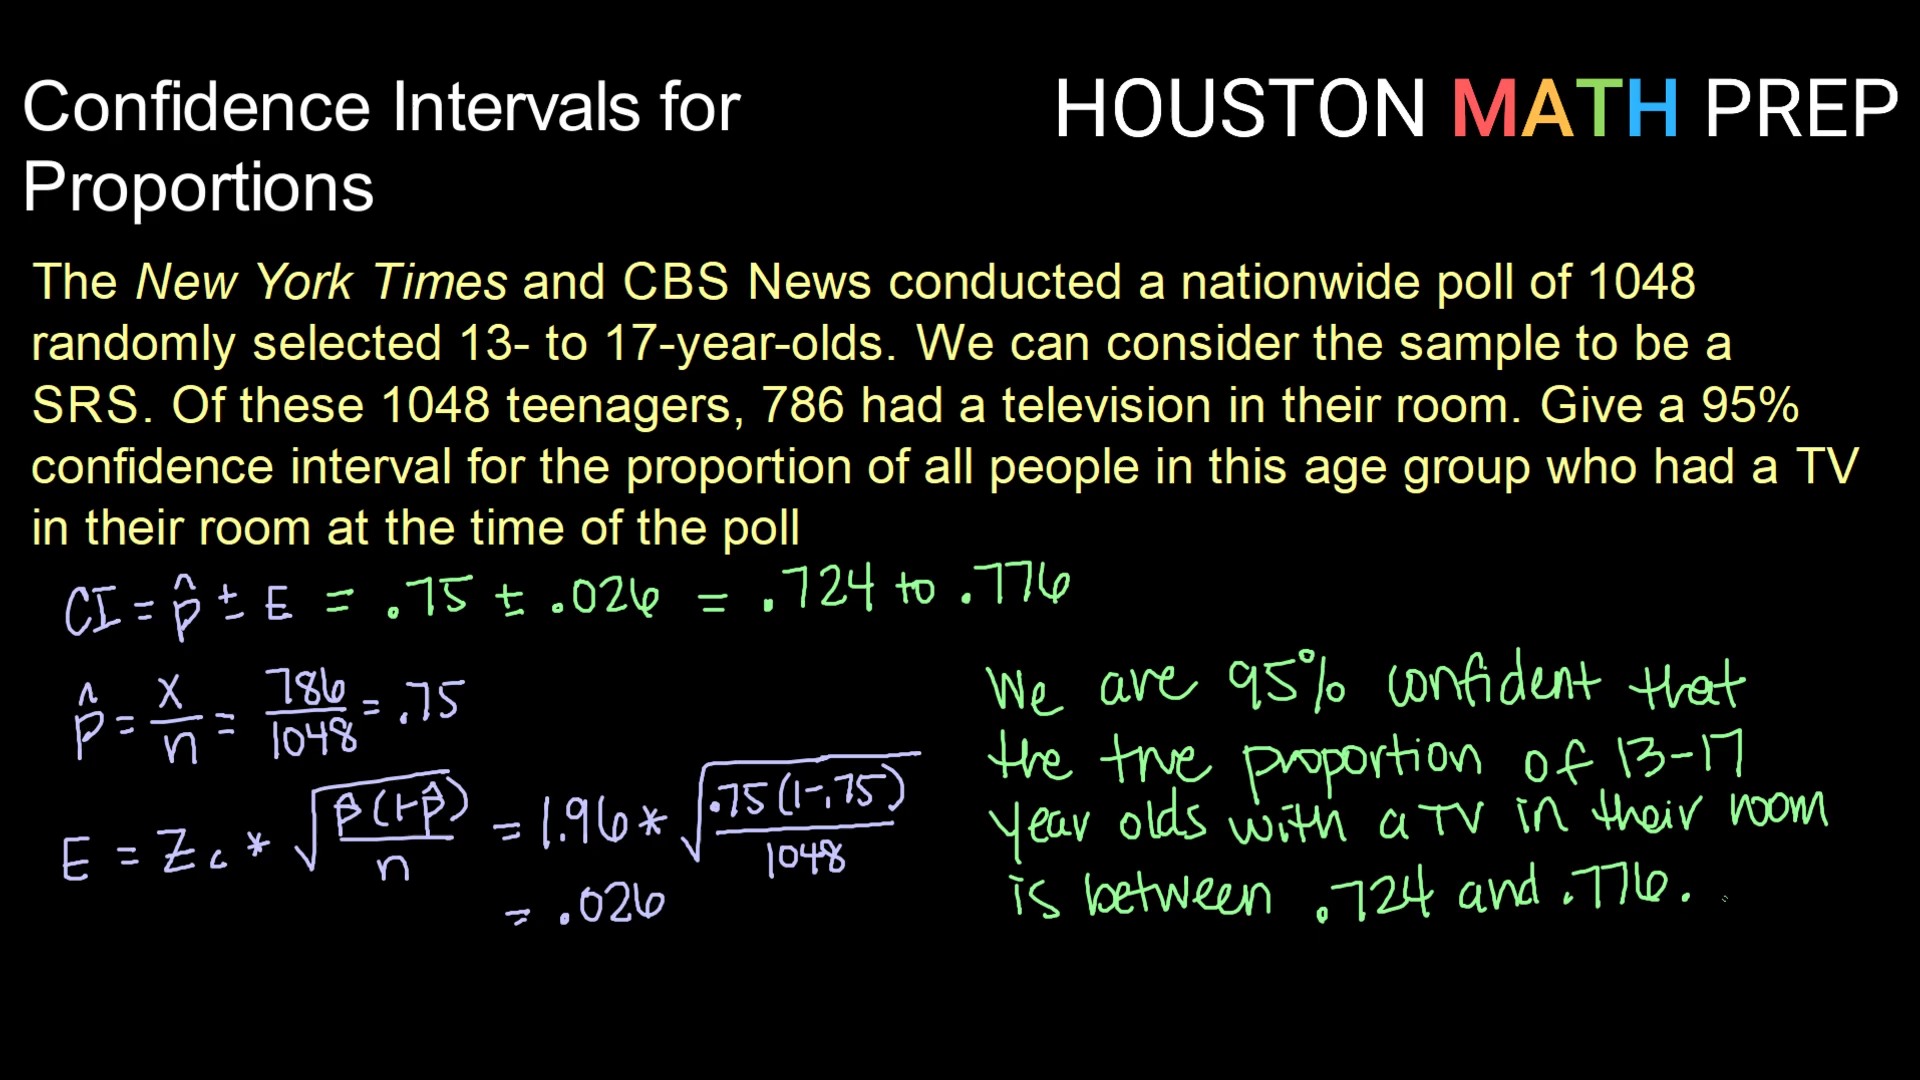 Confidence Intervals for
Proportions
HOUSTON MATH PREP
The New York Times and CBS News conducted a nationwide poll of 1048
randomly selected 13- to 17-year-olds. We can consider the sample to be a
SRS. Of these 1048 teenagers, 786 had a television in their room. Give a 95%
confidence interval for the proportion of all people in this age group who had a TV
in their room at the time of the poll
CI = p̂ ± E = .75 ± .026 = .724 to .776
p̂ = x/n = 786/1048 = .75
E = Zc * √(p̂(1-p̂)/n) = 1.96 * √(.75(1-.75)/1048)
= .026
We are 95% confident that
the true proportion of 13-17
year olds with a TV in their room
is between .724 and .776.